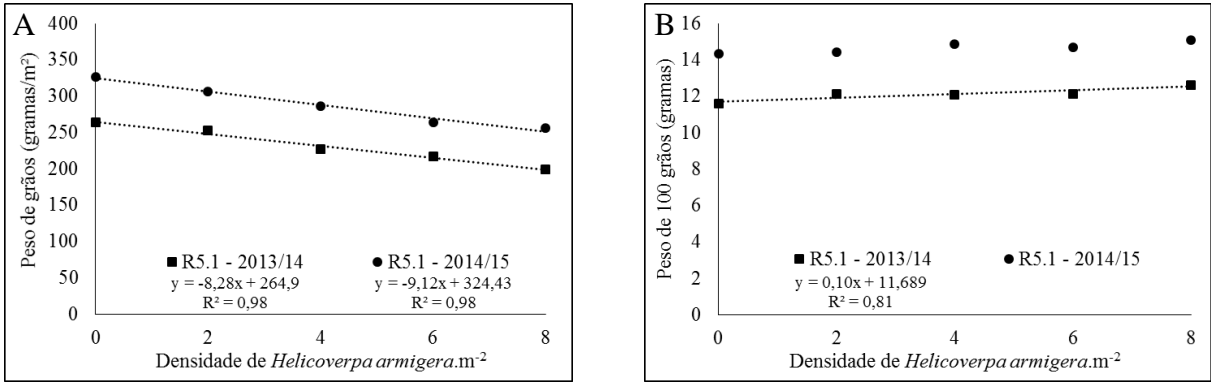 A
Peso de grãos (gramas/m²)
400
350
300
250
200
150
100
50
0
R5.1 - 2013/14
y = -8,28x + 264,9
R² = 0,98
R5.1 - 2014/15
y = -9,12x + 324,43
R² = 0,98
0 2 4 6 8
Densidade de Helicoverpa armigera.m⁻²
B
Peso de 100 grãos (gramas)
16
14
12
10
8
6
4
2
0
R5.1 - 2013/14
y = 0,10x + 11,689
R² = 0,81
R5.1 - 2014/15
0 2 4 6 8
Densidade de Helicoverpa armigera.m⁻²